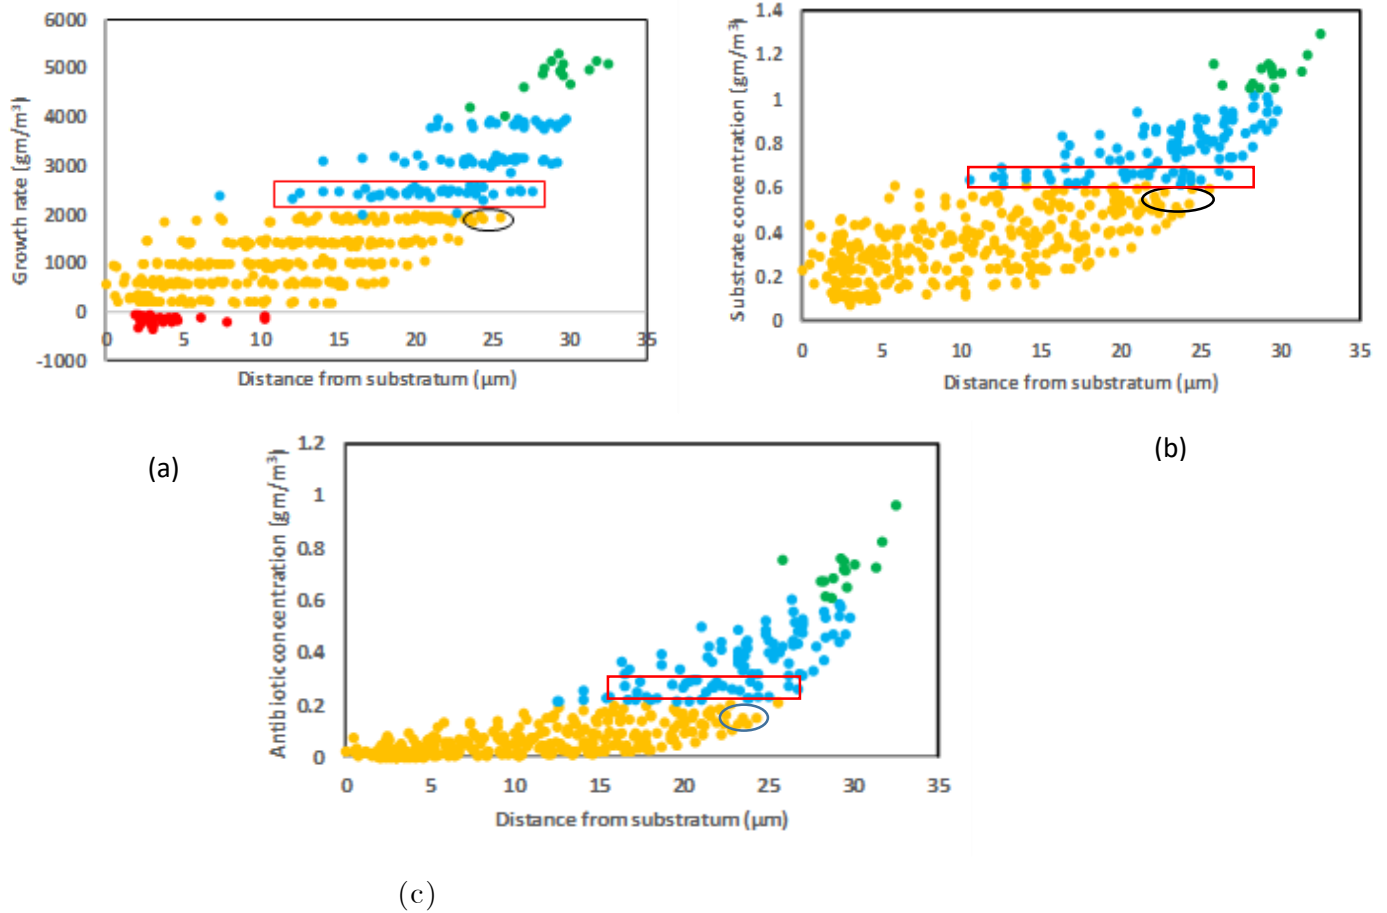 Growth rate (gm/m³)
6000
5000
4000
3000
2000
1000
0
-1000
0 5 10 15 20 25 30 35
Distance from substratum (μm)
(a)
Substrate concentration (gm/m³)
1.4
1.2
1
0.8
0.6
0.4
0.2
0
0 5 10 15 20 25 30 35
Distance from substratum (μm)
(b)
Antibiotic concentration (gm/m³)
1.2
1
0.8
0.6
0.4
0.2
0
0 5 10 15 20 25 30 35
Distance from substratum (μm)
(c)